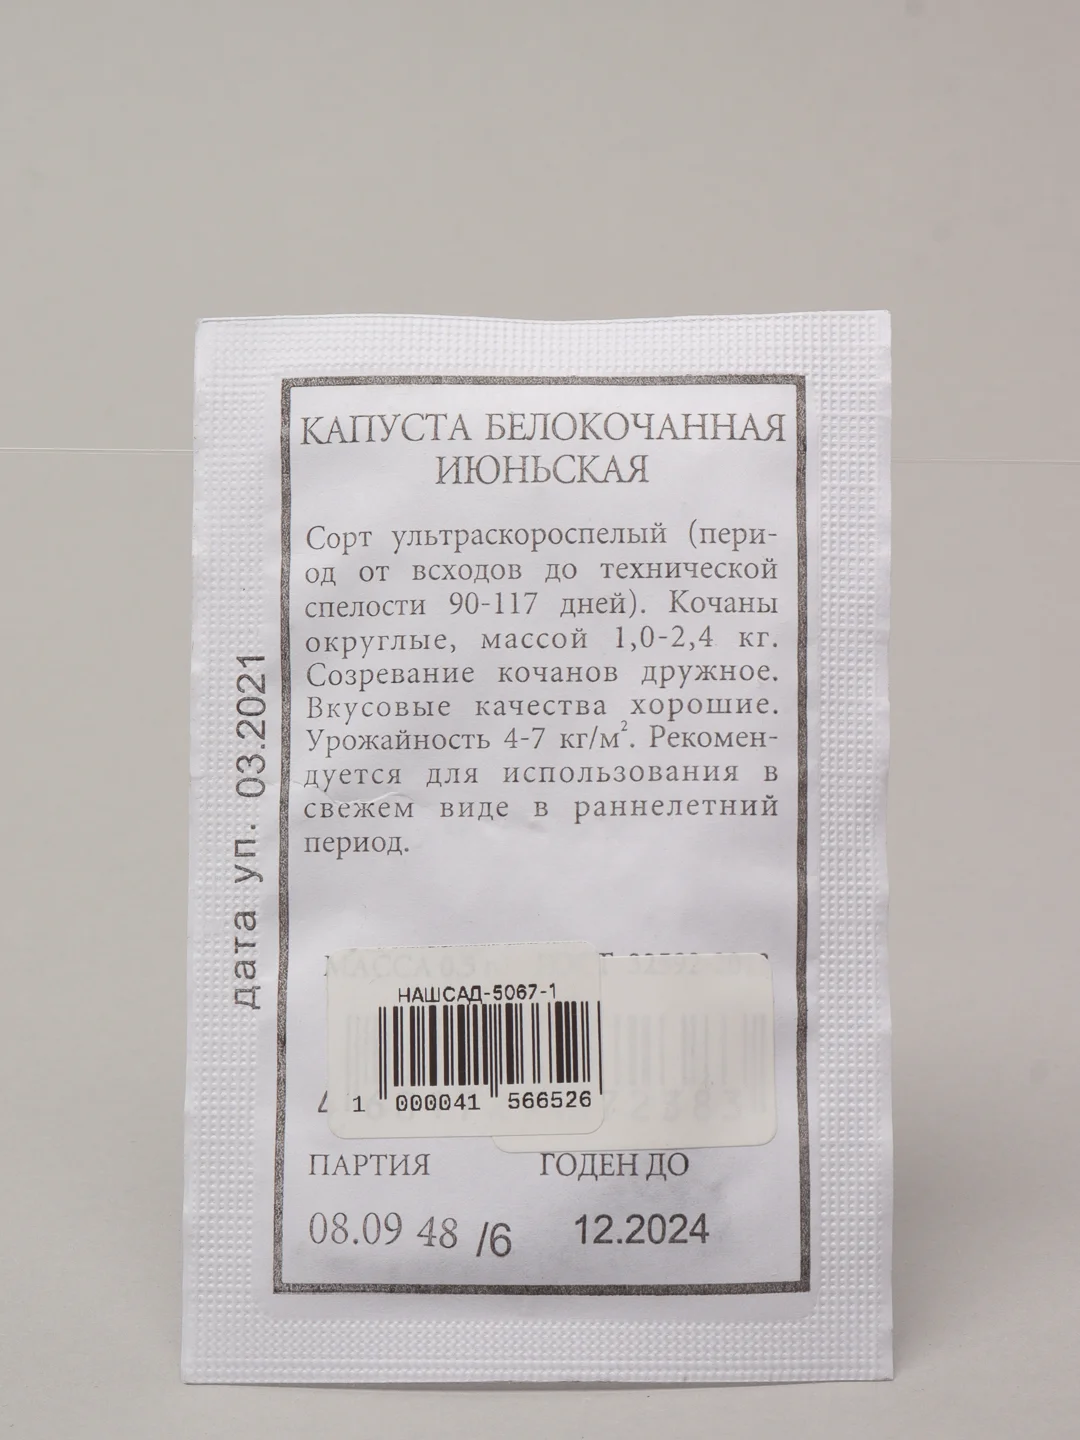 КАПУСТА БЕЛОКОЧАННАЯ
ИЮНЬСКАЯ
Сорт ультраскороспелый (пери-
од от всходов до технической
спелости 90-117 дней). Кочаны
округлые, массой 1,0-2,4 кг.
Созревание кочанов дружное.
Вкусовые качества хорошие.
Урожайность 4-7 кг/м². Рекомен-
дуется для использования в
свежем виде в раннелетний
период.
дата уп. 03.2021
МАССА 0,5 г
НАШСАД-5067-1
1 000041 566526
ПАРТИЯ ГОДЕН ДО
08.09 48 /6 12.2024